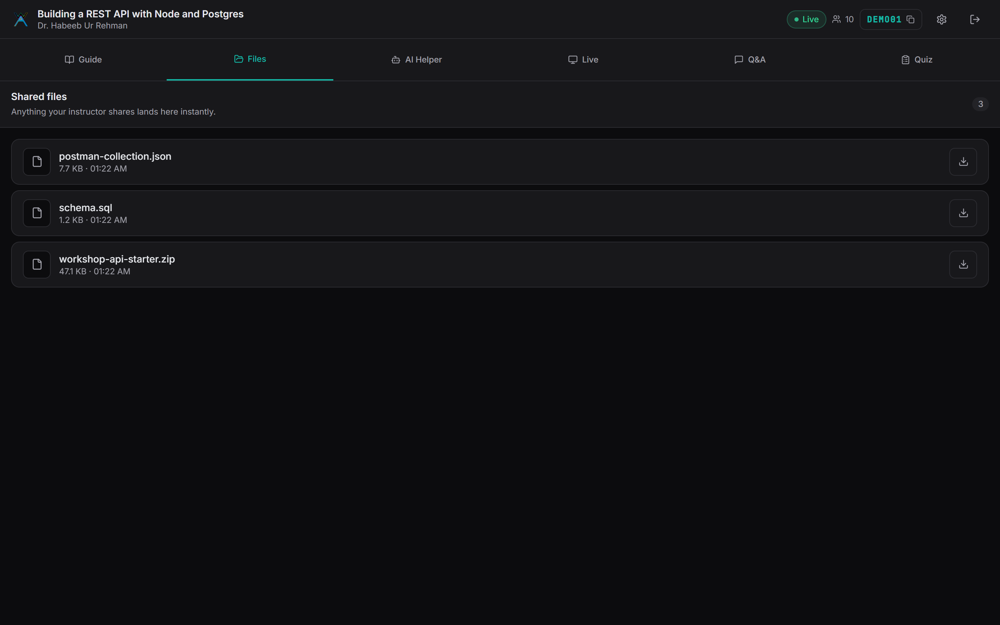 Building a REST API with Node and Postgres
Dr. Habeeb Ur Rehman
Live
10
DEMO01
Guide
Files
AI Helper
Live
Q&A
Quiz
Shared files
Anything your instructor shares lands here instantly.
3
postman-collection.json
7.7 KB · 01:22 AM
schema.sql
1.2 KB · 01:22 AM
workshop-api-starter.zip
47.1 KB · 01:22 AM